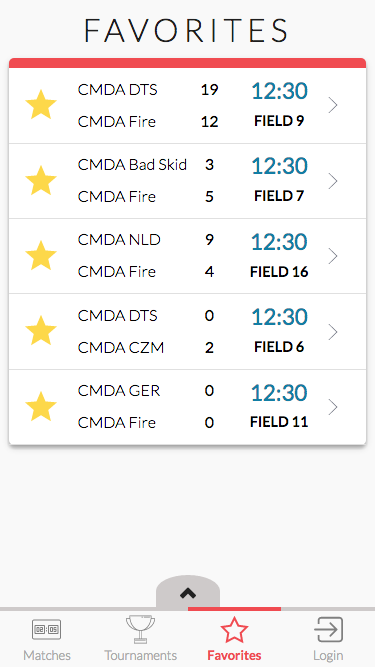 FAVORITES
CMDA DTS 19 12:30
CMDA Fire 12 FIELD 9
CMDA Bad Skid 3 12:30
CMDA Fire 5 FIELD 7
CMDA NLD 9 12:30
CMDA Fire 4 FIELD 16
CMDA DTS 0 12:30
CMDA CZM 2 FIELD 6
CMDA GER 0 12:30
CMDA Fire 0 FIELD 11
Matches Tournaments Favorites Login